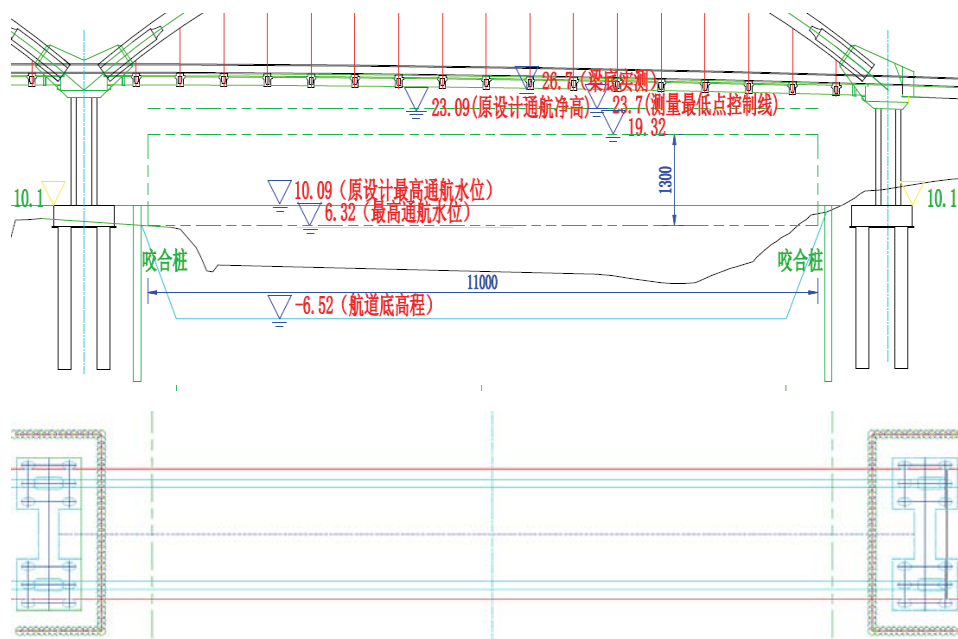 26.7(梁底实测)
23.09(原设计通航净高)
23.7(测量最低点控制线)
19.32
1300
10.1
10.09(原设计最高通航水位)
10.1
6.32(最高通航水位)
咬合桩
咬合桩
11000
-6.52(航道底高程)